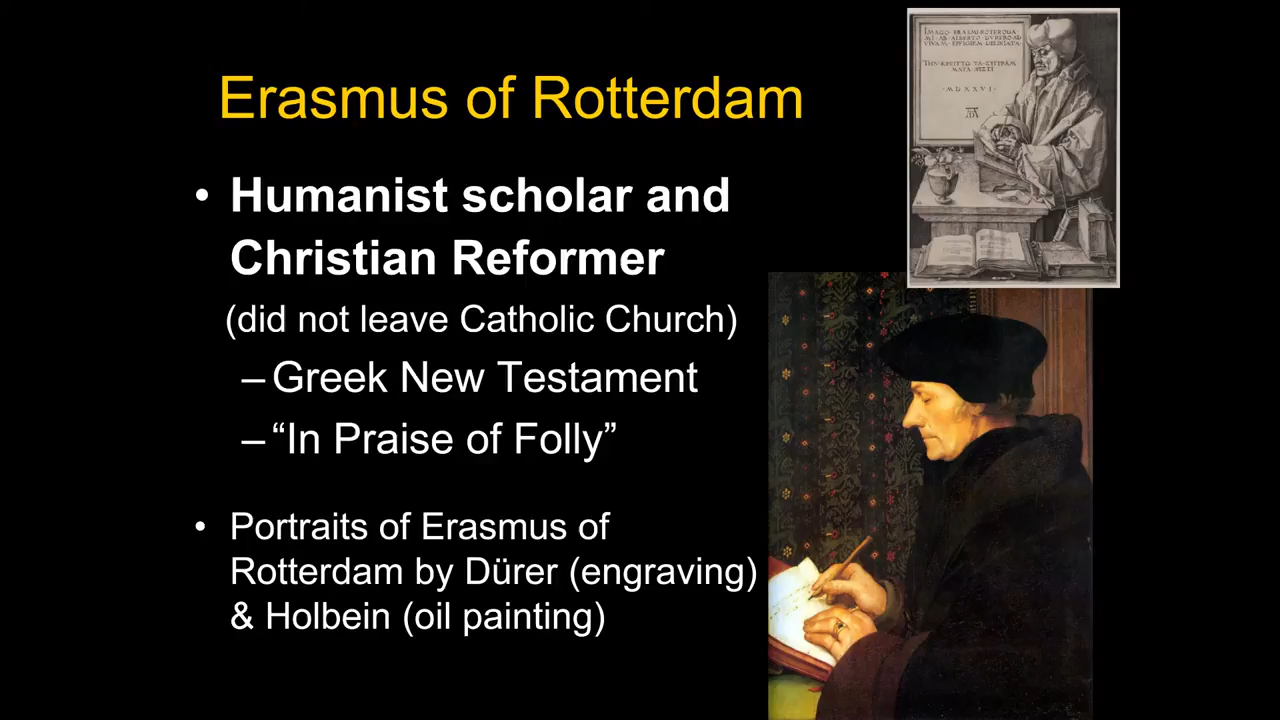 Erasmus of Rotterdam
• Humanist scholar and
Christian Reformer
(did not leave Catholic Church)
– Greek New Testament
– “In Praise of Folly”
• Portraits of Erasmus of
Rotterdam by Dürer (engraving)
& Holbein (oil painting)
MDXXVI